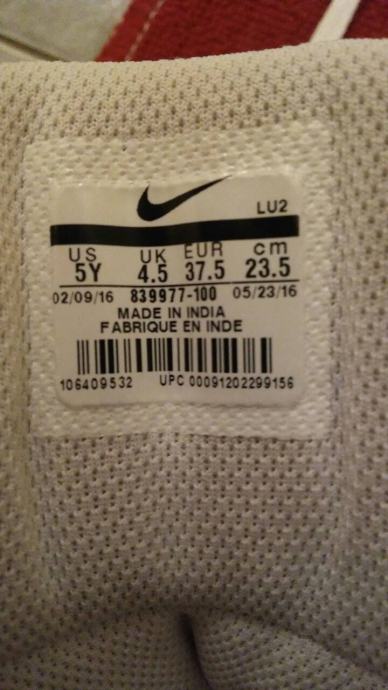 LU2
US UK EUR cm
5Y 4.5 37.5 23.5
02/09/16 839977-100 05/23/16
MADE IN INDIA
FABRIQUE EN INDE
106409532 UPC 00091202299156